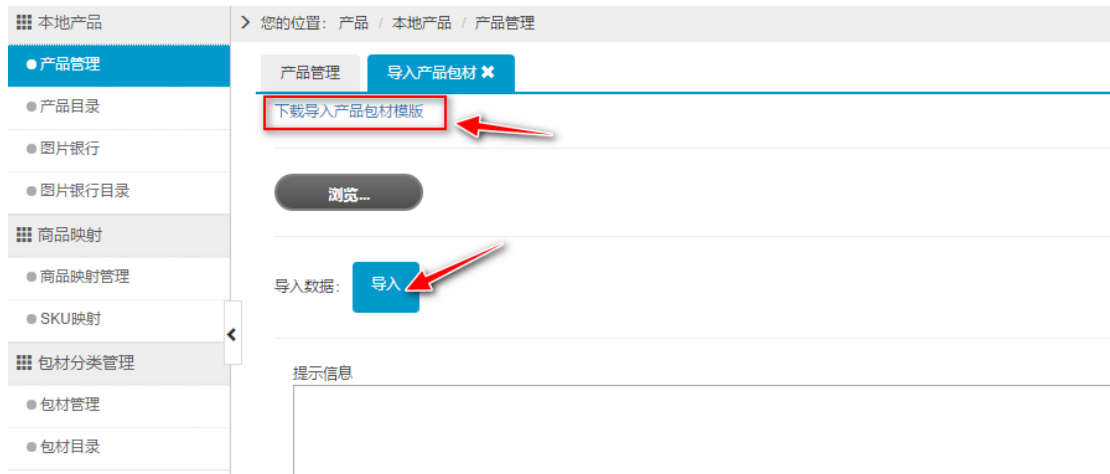 本地产品
产品管理
产品目录
图片银行
图片银行目录
商品映射
商品映射管理
SKU映射
包材分类管理
包材管理
包材目录
您的位置： 产品 / 本地产品 / 产品管理
产品管理 导入产品包材
下载导入产品包材模版
浏览...
导入数据： 导入
提示信息